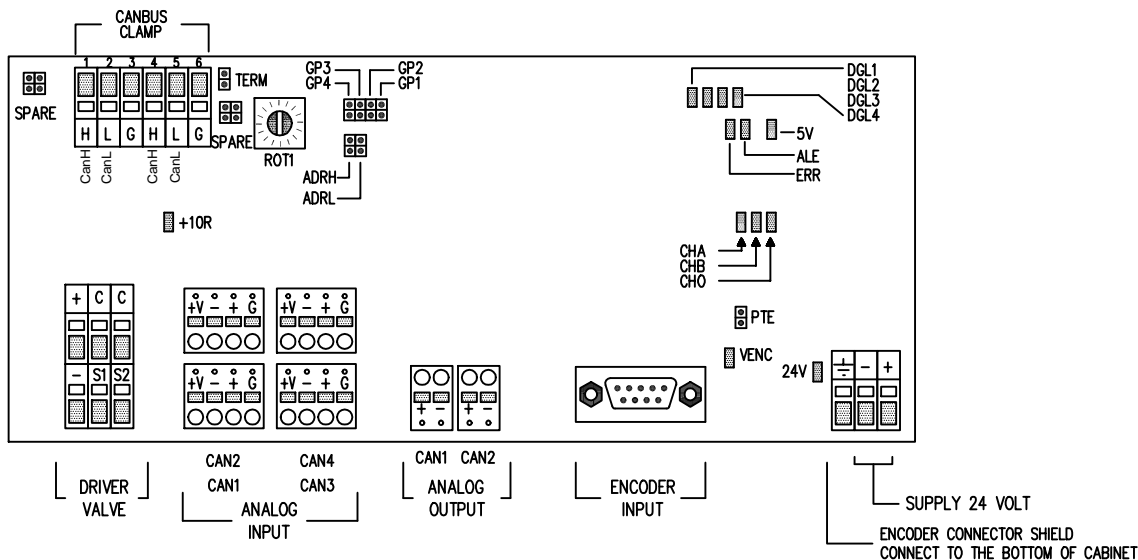 CANBUS
CLAMP
1 2 3 4 5 6
TERM
SPARE
SPARE
H L G H L G
CanH CanL CanH CanL
ROT1
GP3 GP2
GP4 GP1
ADRH
ADRL
DGL1
DGL2
DGL3
DGL4
5V
ALE
ERR
+10R
CHA
CHB
CHO
PTE
VENC
24V
+ C C
- S1 S2
+V - + G +V - + G
+V - + G +V - + G
+ - + -
- +
CAN2 CAN4
CAN1 CAN3
CAN1 CAN2
DRIVER
VALVE
ANALOG
INPUT
ANALOG
OUTPUT
ENCODER
INPUT
SUPPLY 24 VOLT
ENCODER CONNECTOR SHIELD
CONNECT TO THE BOTTOM OF CABINET